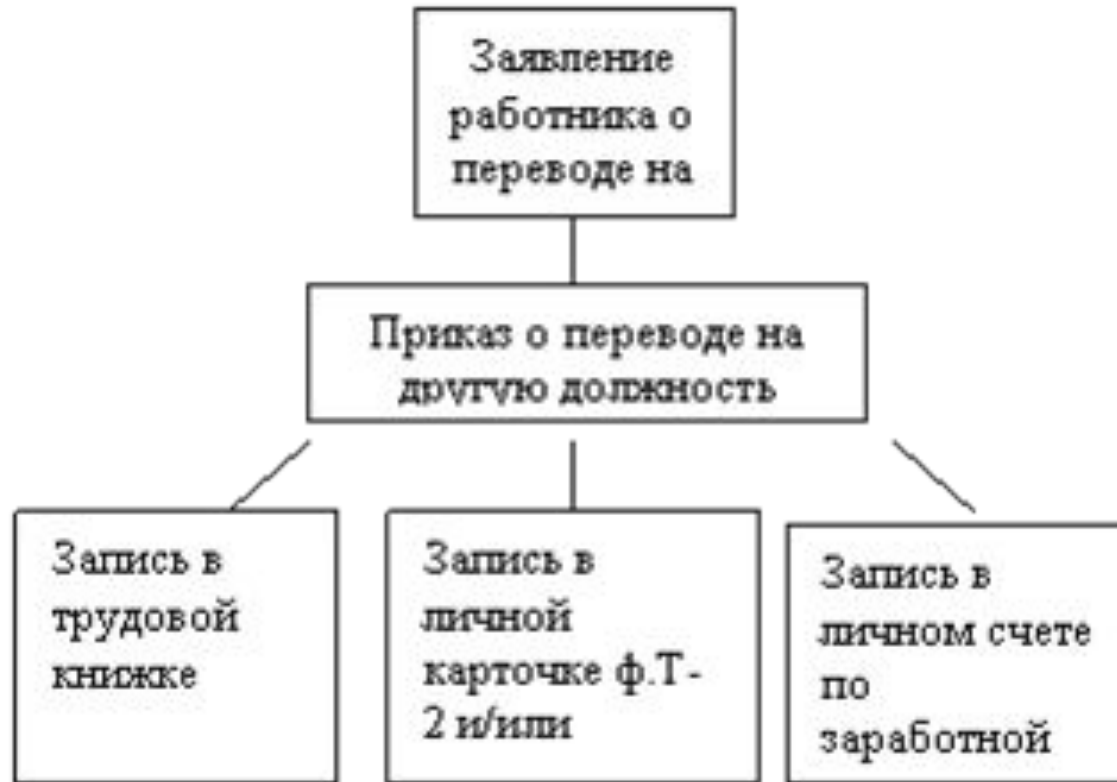 Заявление
работника о
переводе на
Приказ о переводе на
другую должность
Запись в
трудовой
книжке
Запись в
личной
карточке ф.Т-
2 и/или
Запись в
личном счете
по
заработной